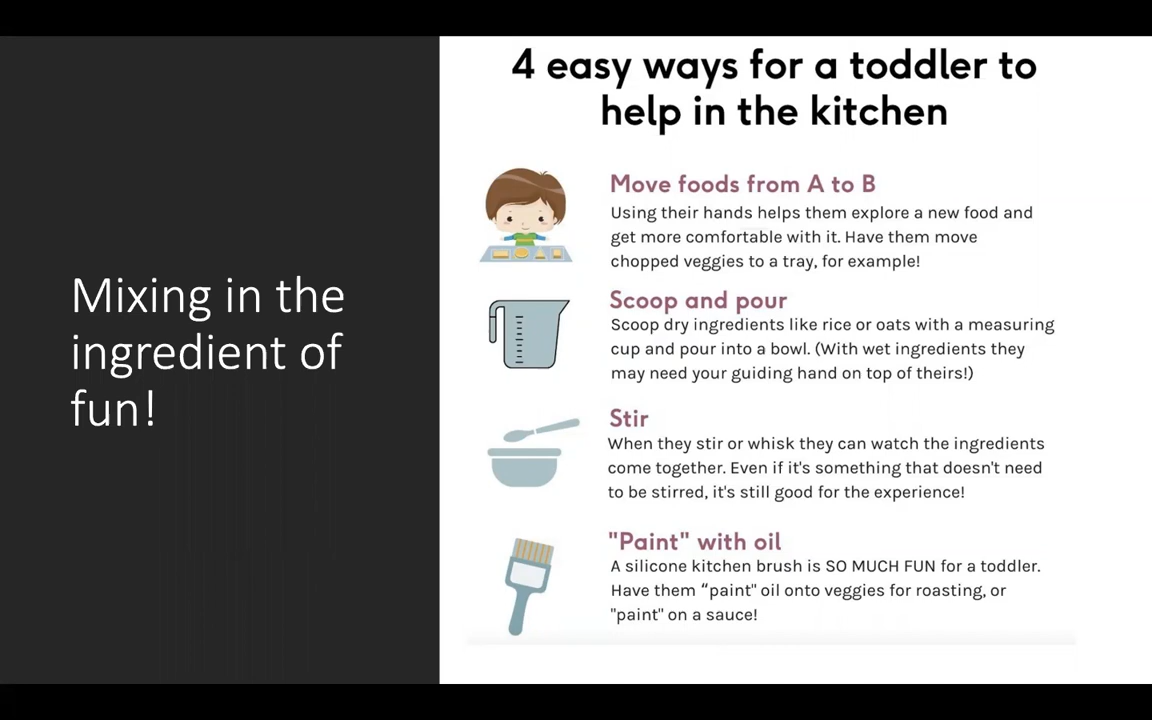 Mixing in the
ingredient of
fun!
4 easy ways for a toddler to
help in the kitchen
Move foods from A to B
Using their hands helps them explore a new food and
get more comfortable with it. Have them move
chopped veggies to a tray, for example!
Scoop and pour
Scoop dry ingredients like rice or oats with a measuring
cup and pour into a bowl. (With wet ingredients they
may need your guiding hand on top of theirs!)
Stir
When they stir or whisk they can watch the ingredients
come together. Even if it's something that doesn't need
to be stirred, it's still good for the experience!
"Paint" with oil
A silicone kitchen brush is SO MUCH FUN for a toddler.
Have them “paint" oil onto veggies for roasting, or
"paint" on a sauce!